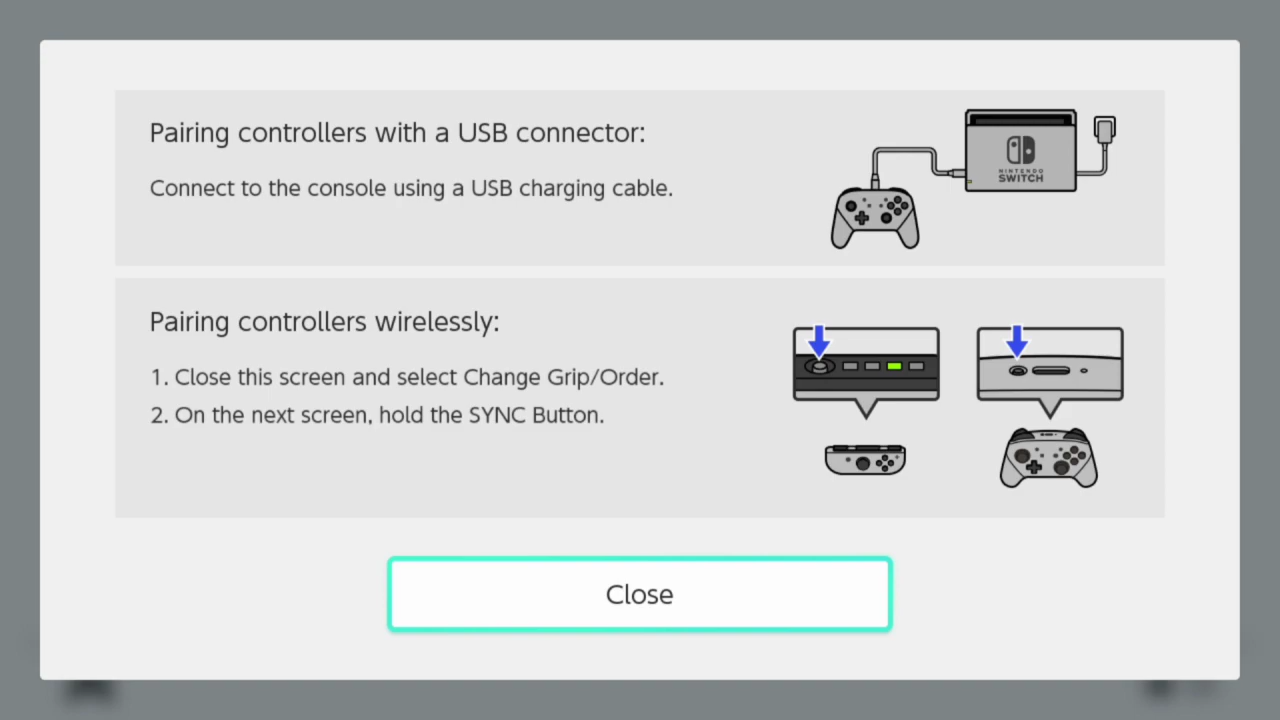 Pairing controllers with a USB connector:
Connect to the console using a USB charging cable.
NINTENDO
SWITCH
Pairing controllers wirelessly:
1. Close this screen and select Change Grip/Order.
2. On the next screen, hold the SYNC Button.
Close